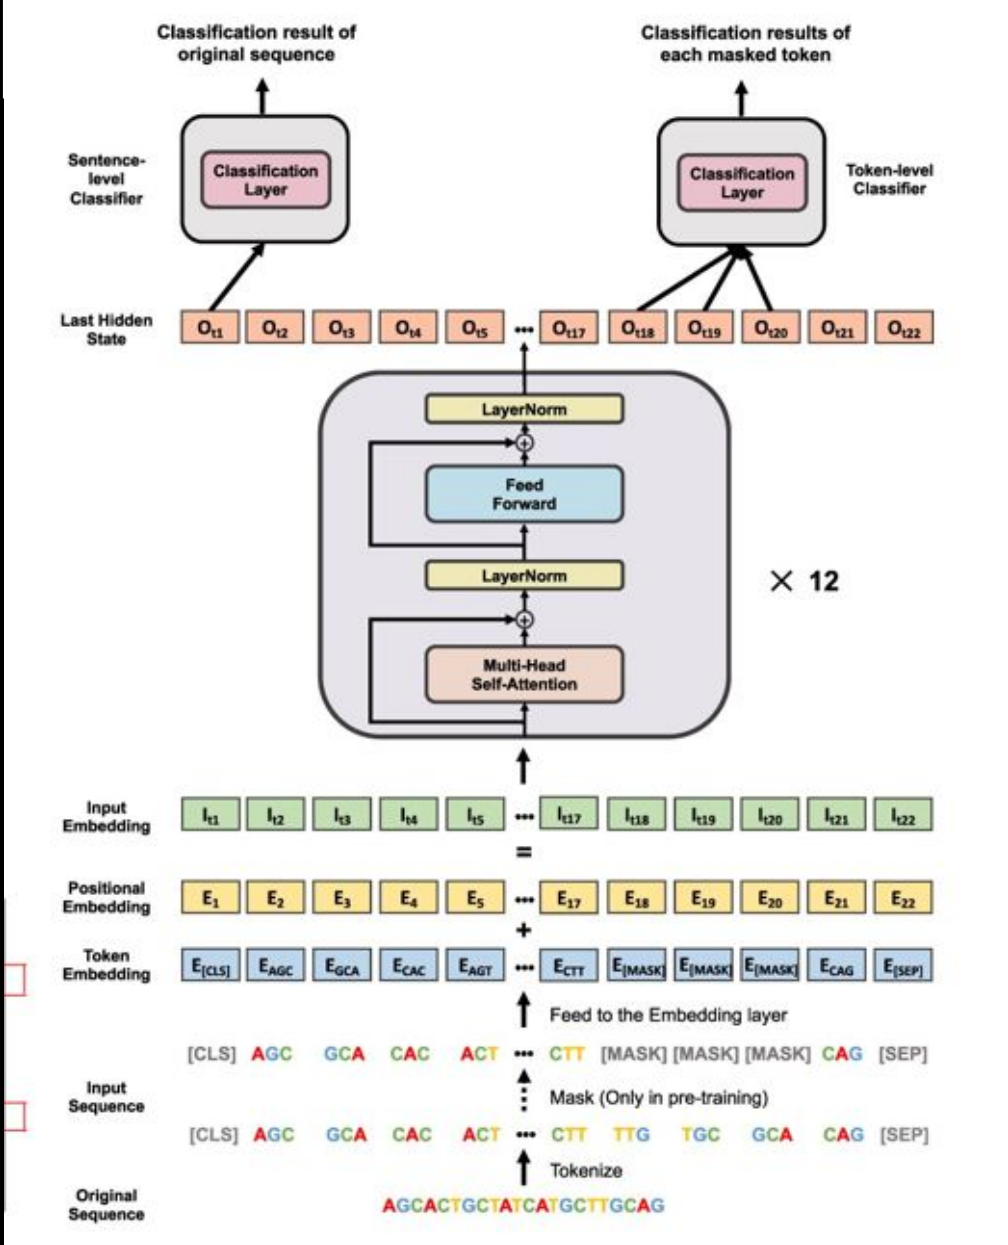 Classification result of
original sequence
Classification results of
each masked token
Sentence-
level
Classifier
Classification
Layer
Classification
Layer
Token-level
Classifier
Last Hidden
State
Ot1 Ot2 Ot3 Ot4 Ot5 ••• Ot17 Ot18 Ot19 Ot20 Ot21 Ot22
LayerNorm
+
Feed
Forward
LayerNorm
+
Multi-Head
Self-Attention
× 12
Input
Embedding
It1 It2 It3 It4 It5 ••• It17 It18 It19 It20 It21 It22
=
Positional
Embedding
E1 E2 E3 E4 E5 ••• E17 E18 E19 E20 E21 E22
+
Token
Embedding
E[CLS] EAGC EGCA ECAC EAGT ••• ECTT E[MASK] E[MASK] E[MASK] ECAG E[SEP]
Feed to the Embedding layer
[CLS] AGC GCA CAC ACT ••• CTT [MASK] [MASK] [MASK] CAG [SEP]
Input
Sequence
Mask (Only in pre-training)
[CLS] AGC GCA CAC ACT ••• CTT TTG TGC GCA CAG [SEP]
Tokenize
Original
Sequence
AGCACTGCTATCATGCTTGCAG